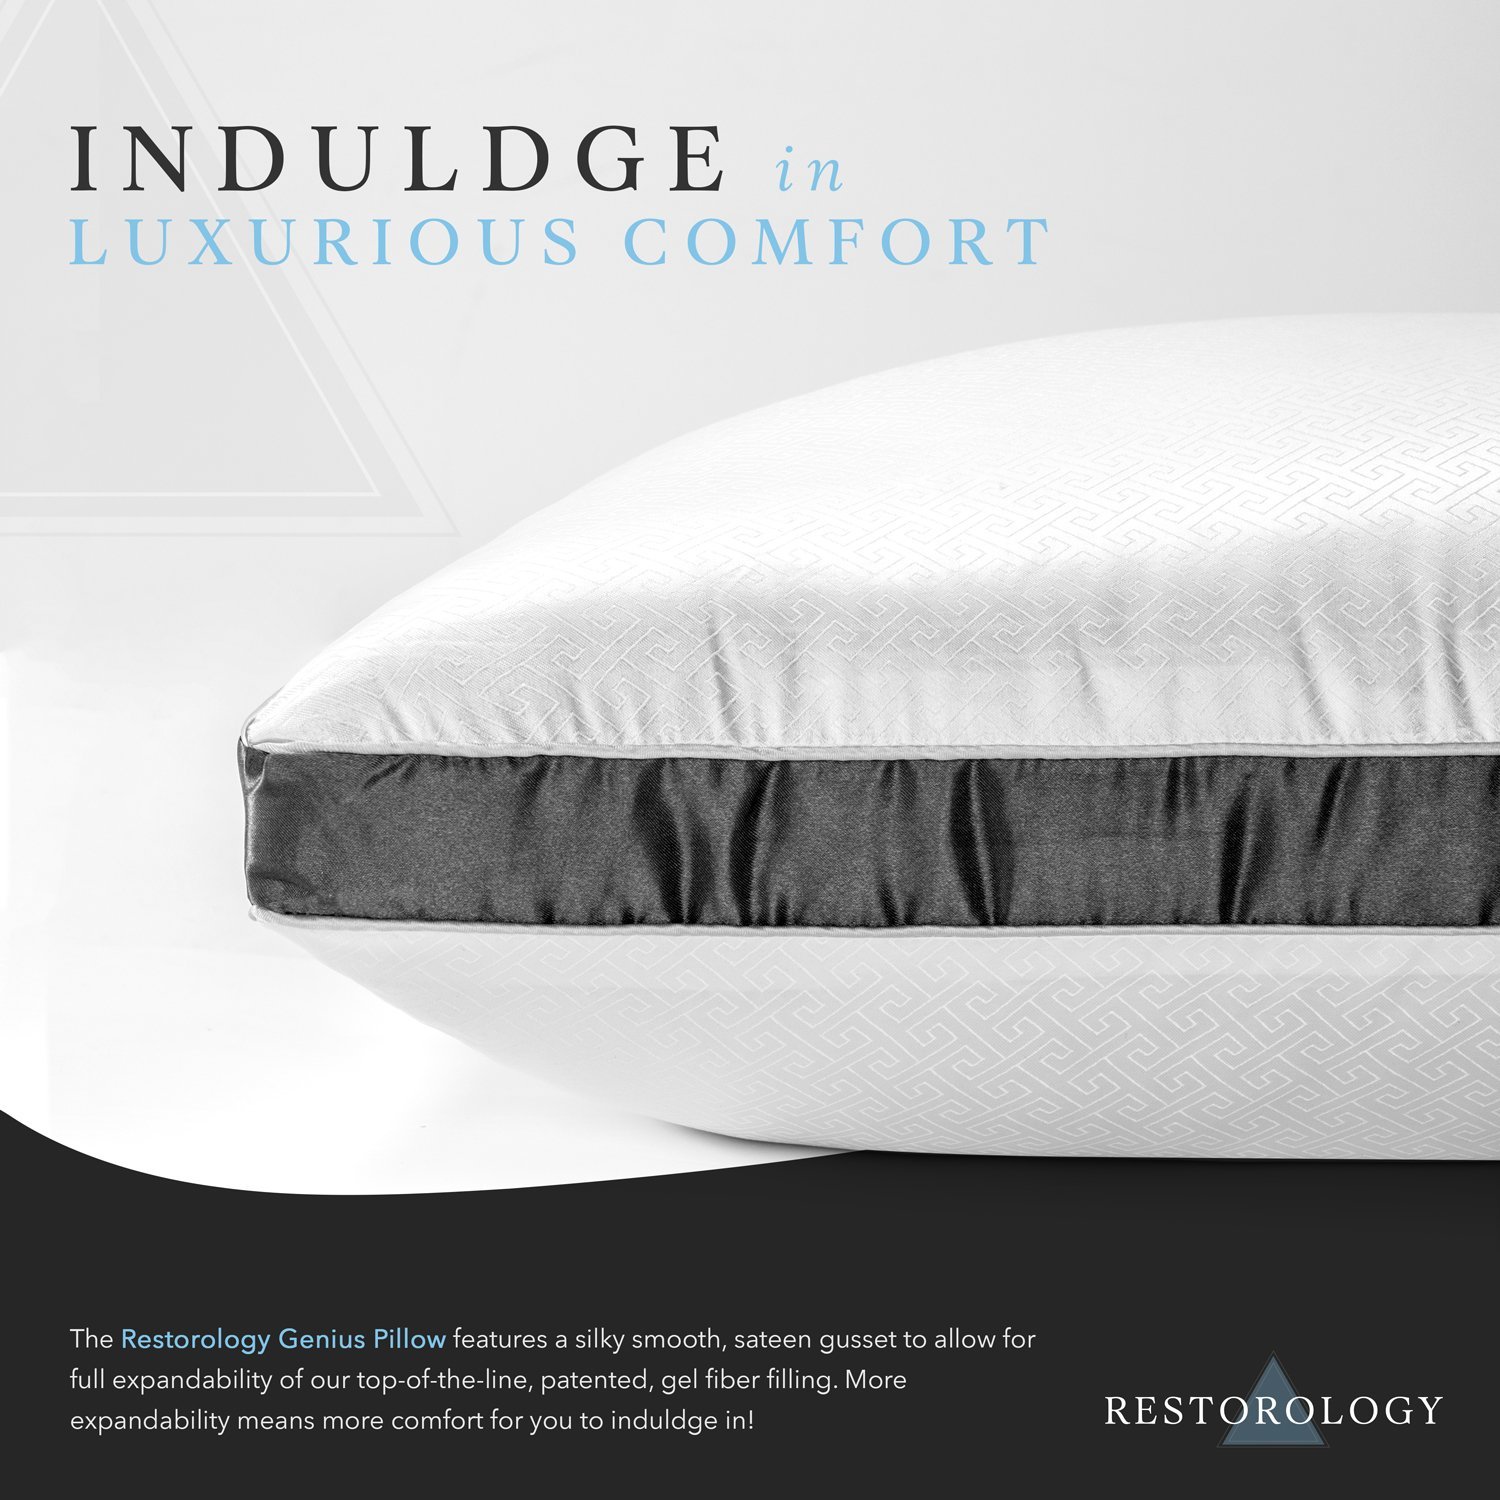 INDULDGE in
LUXURIOUS COMFORT
The Restorology Genius Pillow features a silky smooth, sateen gusset to allow for
full expandability of our top-of-the-line, patented, gel fiber filling. More
expandability means more comfort for you to induldge in!
RESTOROLOGY